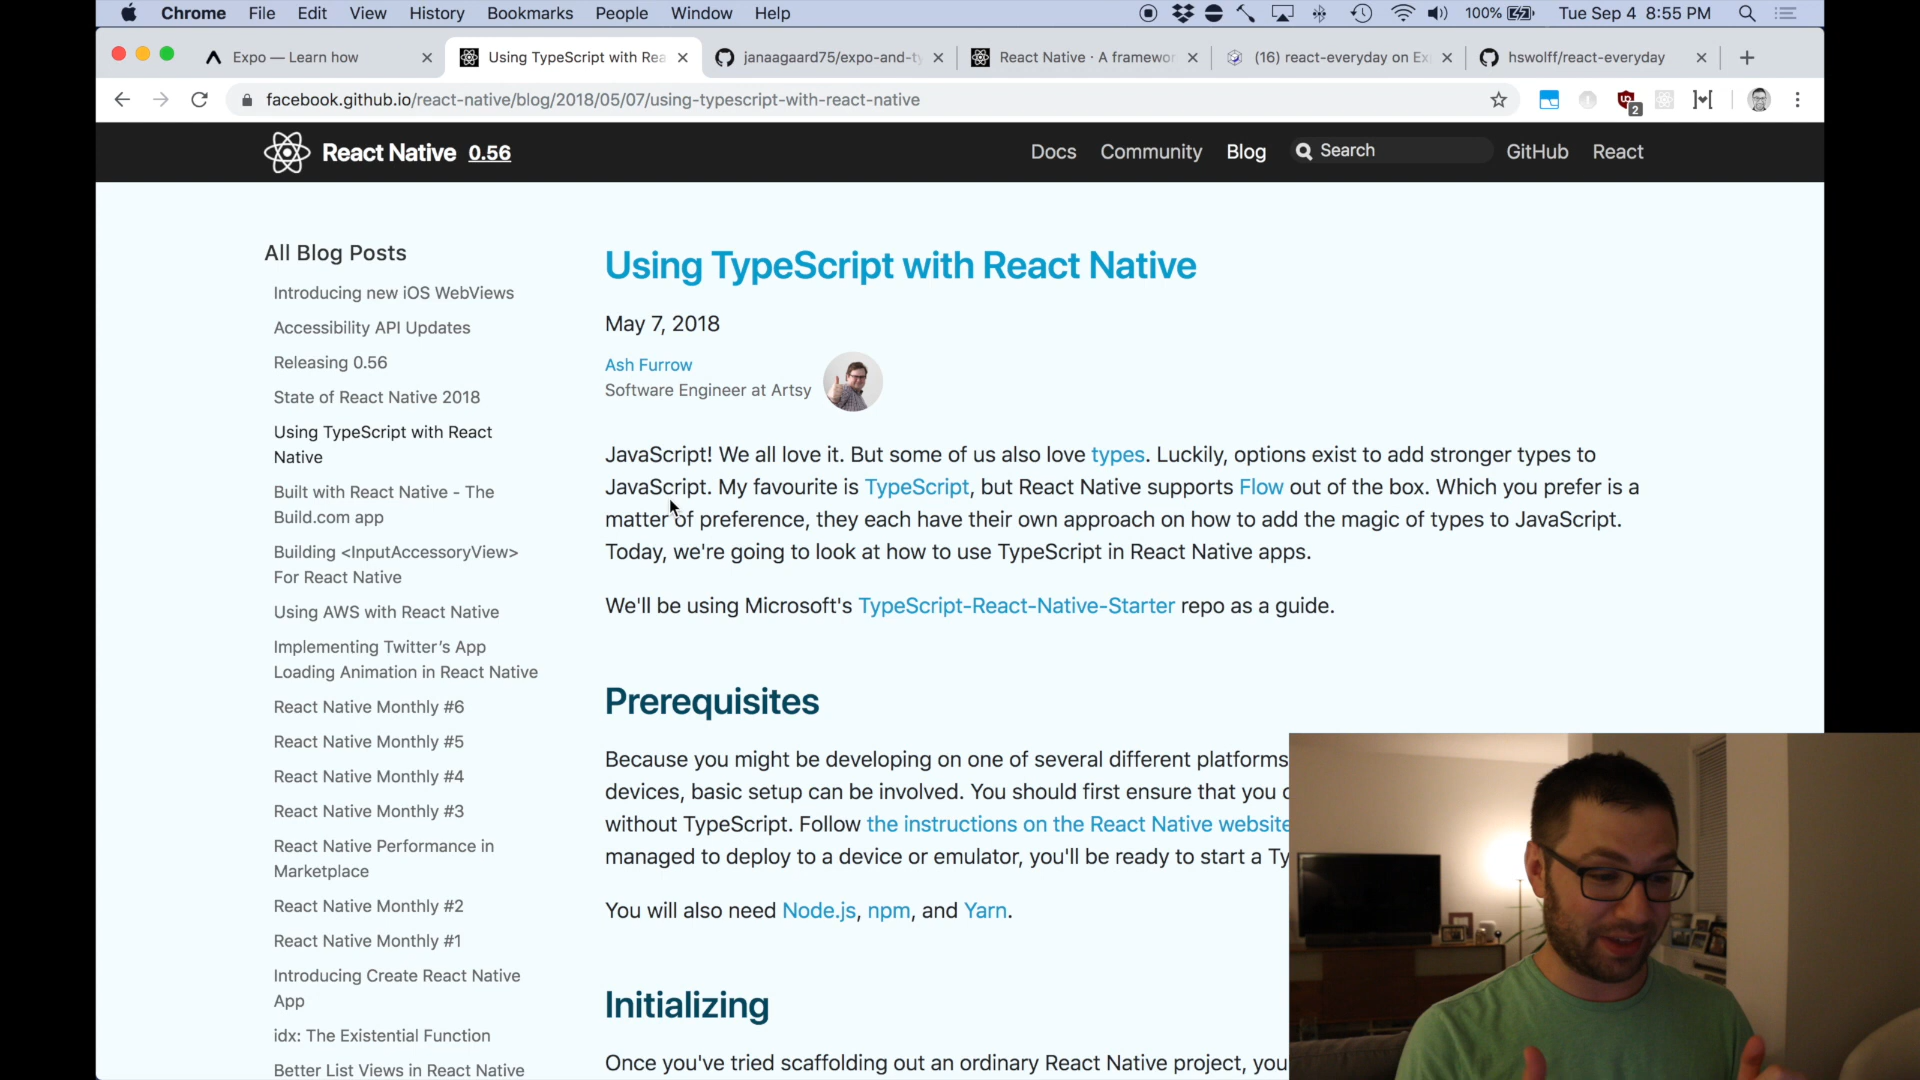 Chrome File Edit View History Bookmarks People Window Help 100% Tue Sep 4 8:55 PM
Expo — Learn how
Using TypeScript with Rea
janaagaard75/expo-and-ty
React Native · A framewor
(16) react-everyday on Ex
hswolff/react-everyday
facebook.github.io/react-native/blog/2018/05/07/using-typescript-with-react-native
2
React Native 0.56
Docs Community Blog Search GitHub React
All Blog Posts
Introducing new iOS WebViews
Accessibility API Updates
Releasing 0.56
State of React Native 2018
Using TypeScript with React
Native
Built with React Native - The
Build.com app
Building <InputAccessoryView>
For React Native
Using AWS with React Native
Implementing Twitter’s App
Loading Animation in React Native
React Native Monthly #6
React Native Monthly #5
React Native Monthly #4
React Native Monthly #3
React Native Performance in
Marketplace
React Native Monthly #2
React Native Monthly #1
Introducing Create React Native
App
idx: The Existential Function
Better List Views in React Native
Using TypeScript with React Native
May 7, 2018
Ash Furrow
Software Engineer at Artsy
JavaScript! We all love it. But some of us also love types. Luckily, options exist to add stronger types to
JavaScript. My favourite is TypeScript, but React Native supports Flow out of the box. Which you prefer is a
matter of preference, they each have their own approach on how to add the magic of types to JavaScript.
Today, we're going to look at how to use TypeScript in React Native apps.
We'll be using Microsoft's TypeScript-React-Native-Starter repo as a guide.
Prerequisites
Because you might be developing on one of several different platforms
devices, basic setup can be involved. You should first ensure that you
without TypeScript. Follow the instructions on the React Native website
managed to deploy to a device or emulator, you'll be ready to start a Ty
You will also need Node.js, npm, and Yarn.
Initializing
Once you've tried scaffolding out an ordinary React Native project, you